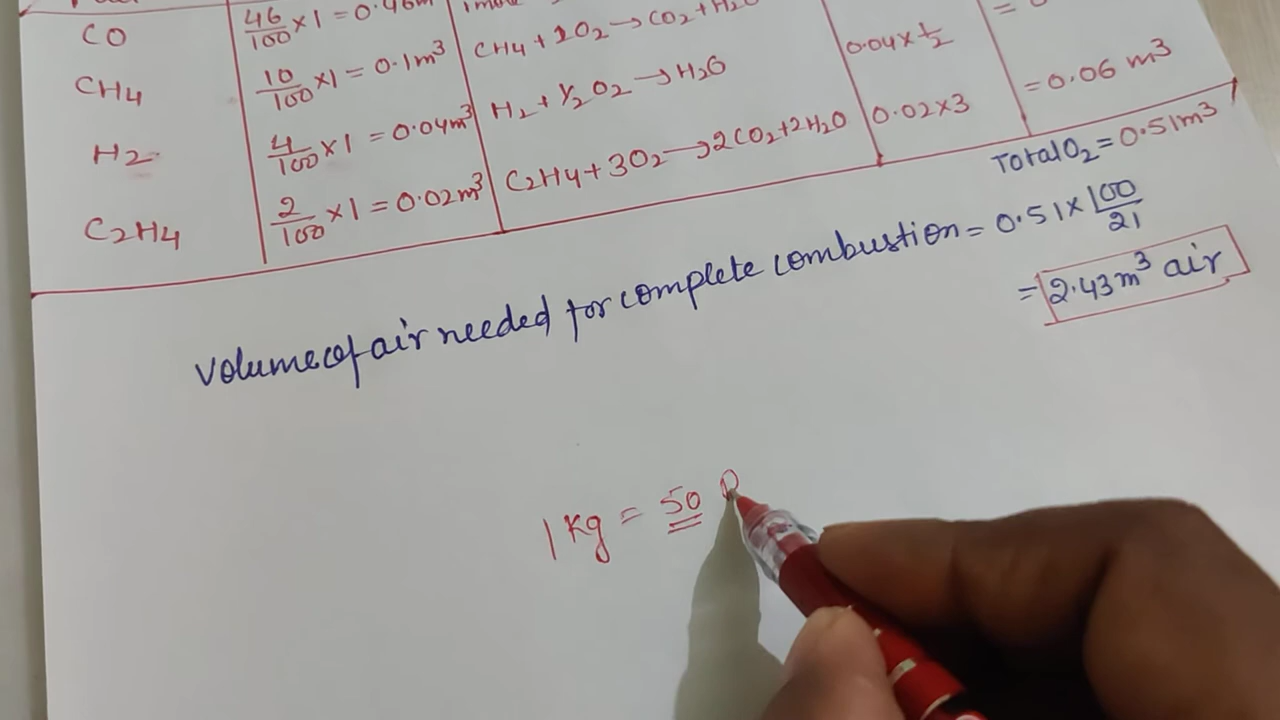 CO 46/100 × 1 = 0.46m
CH4 10/100 × 1 = 0.1m³ CH4 + 2O2 → CO2 + H2O
H2 4/100 × 1 = 0.04m³ H2 + 1/2 O2 → H2O 0.04 × 1/2
C2H4 2/100 × 1 = 0.02m³ C2H4 + 3O2 → 2CO2 + 2H2O 0.02 × 3 = 0.06 m³
Total O2 = 0.51m³
Volume of air needed for complete combustion = 0.51 × 100/21
= 2.43m³ air
1 Kg = 50